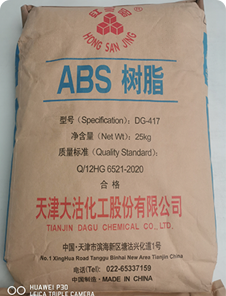 HONG SAN JING
ABS 树脂
型号 (Specification): DG-417
净含量 (Net Wt): 25kg
质量标准 (Quality Standard):
Q/12HG 6521-2020
合格
天津大沽化工股份有限公司
TIANJIN DAGU CHEMICAL CO., LTD.
中国·天津市滨海新区塘沽兴化道1号
No.1 Xinghua Road Tanggu Binhai New Area Tianjin China
电话(Tel): 022-65337159
中国制造 · MADE IN CHINA
HUAWEI P30
LEICA TRIPLE CAMERA